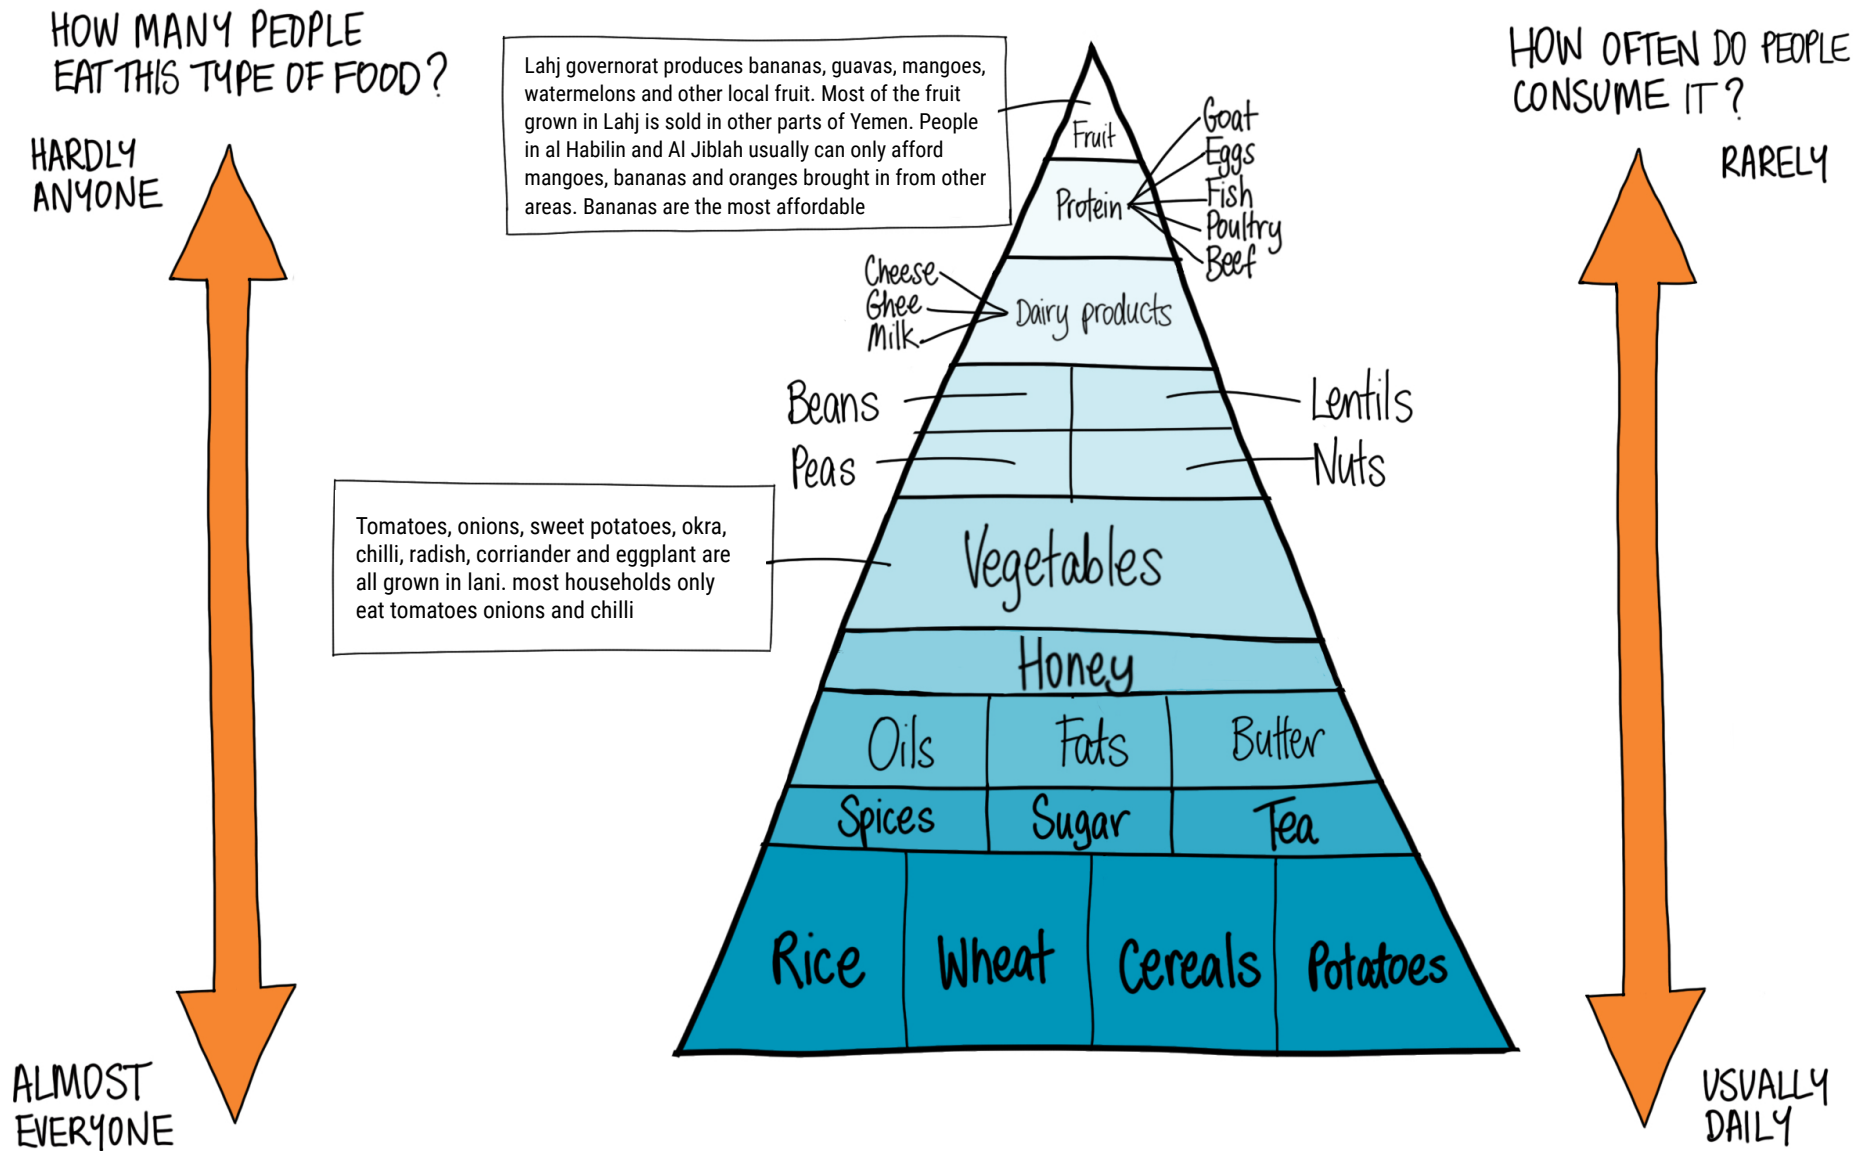 HOW MANY PEOPLE
EAT THIS TYPE OF FOOD?
HARDLY
ANYONE
ALMOST
EVERYONE
Lahj governorat produces bananas, guavas, mangoes,
watermelons and other local fruit. Most of the fruit
grown in Lahj is sold in other parts of Yemen. People
in al Habilin and Al Jiblah usually can only afford
mangoes, bananas and oranges brought in from other
areas. Bananas are the most affordable
Fruit
Protein
Goat
Eggs
Fish
Poultry
Beef
Cheese
Ghee
Milk
Dairy products
Beans
Lentils
Peas
Nuts
Tomatoes, onions, sweet potatoes, okra,
chilli, radish, corriander and eggplant are
all grown in lani. most households only
eat tomatoes onions and chilli
Vegetables
Honey
Oils
Fats
Butter
Spices
Sugar
Tea
Rice
Wheat
Cereals
Potatoes
HOW OFTEN DO PEOPLE
CONSUME IT?
RARELY
USUALLY
DAILY